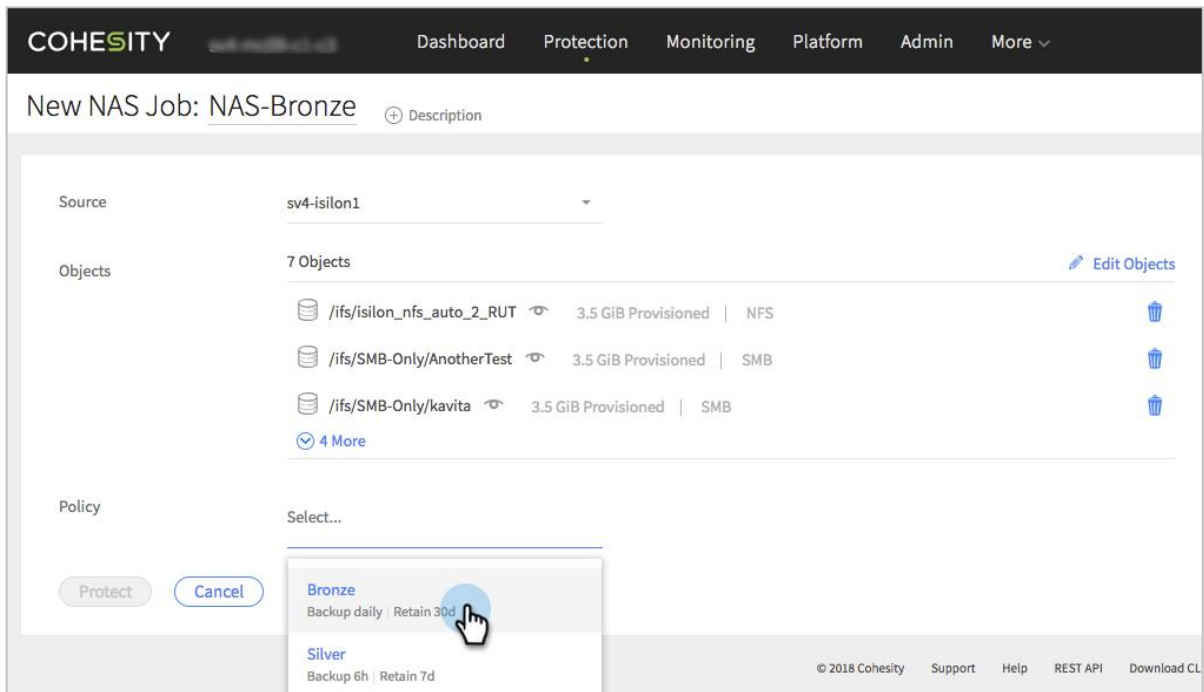 COHESITY Dashboard Protection Monitoring Platform Admin More
New NAS Job: NAS-Bronze Description
Source sv4-isilon1
Objects 7 Objects Edit Objects
/ifs/isilon_nfs_auto_2_RUT 3.5 GiB Provisioned | NFS
/ifs/SMB-Only/AnotherTest 3.5 GiB Provisioned | SMB
/ifs/SMB-Only/kavita 3.5 GiB Provisioned | SMB
4 More
Policy Select...
Protect Cancel Bronze
Backup daily | Retain 30d
Silver
Backup 6h | Retain 7d
© 2018 Cohesity Support Help REST API Download CL